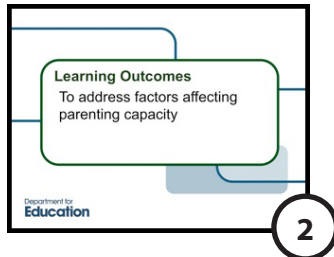 Learning Outcomes
To address factors affecting
parenting capacity
Department for
Education
2